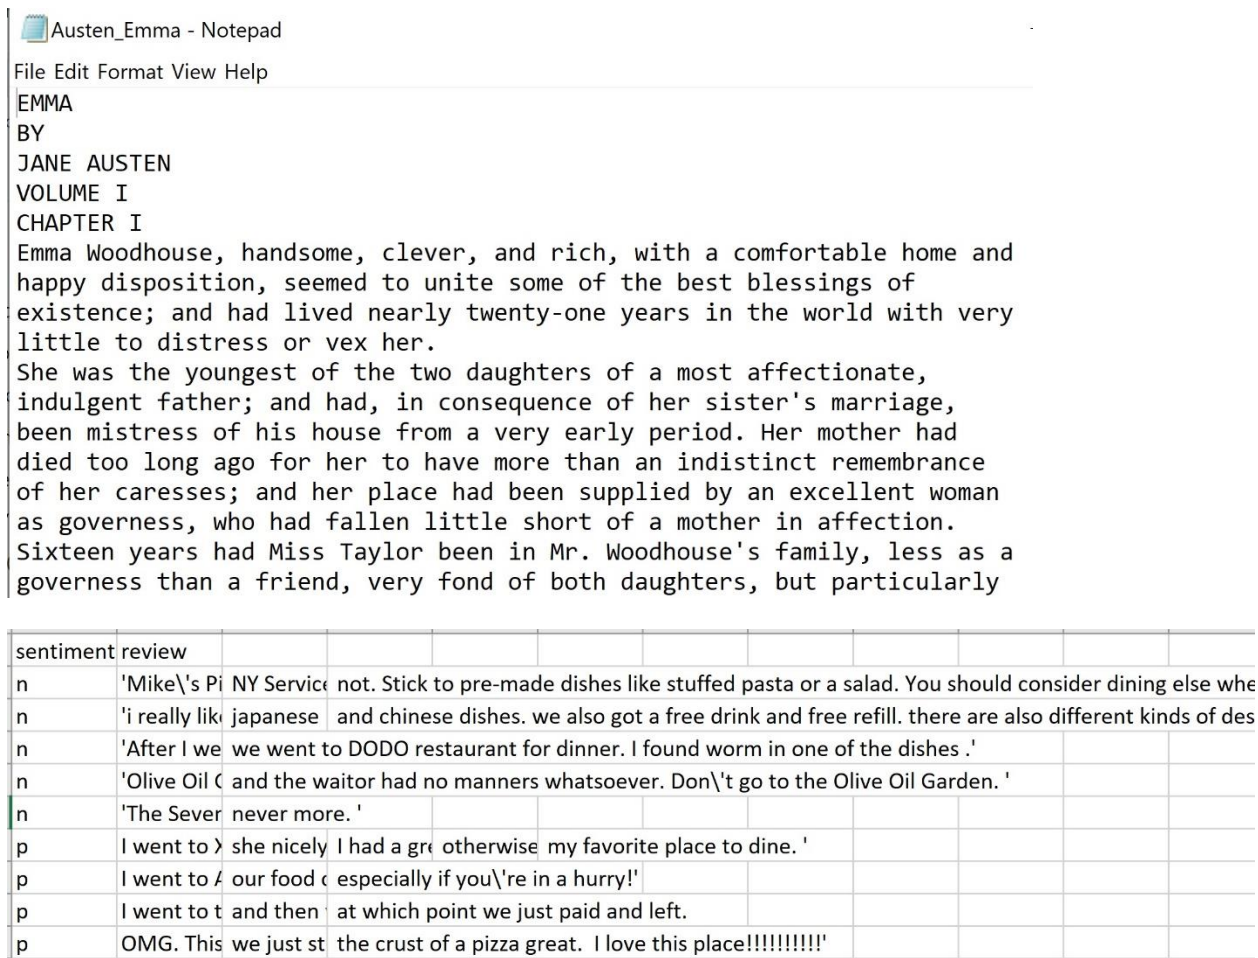 Austen_Emma - Notepad
File Edit Format View Help
EMMA
BY
JANE AUSTEN
VOLUME I
CHAPTER I
Emma Woodhouse, handsome, clever, and rich, with a comfortable home and
happy disposition, seemed to unite some of the best blessings of
existence; and had lived nearly twenty-one years in the world with very
little to distress or vex her.
She was the youngest of the two daughters of a most affectionate,
indulgent father; and had, in consequence of her sister's marriage,
been mistress of his house from a very early period. Her mother had
died too long ago for her to have more than an indistinct remembrance
of her caresses; and her place had been supplied by an excellent woman
as governess, who had fallen little short of a mother in affection.
Sixteen years had Miss Taylor been in Mr. Woodhouse's family, less as a
governess than a friend, very fond of both daughters, but particularly
sentiment review
n 'Mike\'s Pi NY Service not. Stick to pre-made dishes like stuffed pasta or a salad. You should consider dining else whe
n 'i really lik japanese and chinese dishes. we also got a free drink and free refill. there are also different kinds of des
n 'After I we we went to DODO restaurant for dinner. I found worm in one of the dishes .'
n 'Olive Oil and the waitor had no manners whatsoever. Don\'t go to the Olive Oil Garden. '
n 'The Seven never more. '
p I went to she nicely I had a gre otherwise my favorite place to dine. '
p I went to our food especially if you\'re in a hurry!'
p I went to t and then at which point we just paid and left.
p OMG. This we just st the crust of a pizza great. I love this place!!!!!!!!!!'